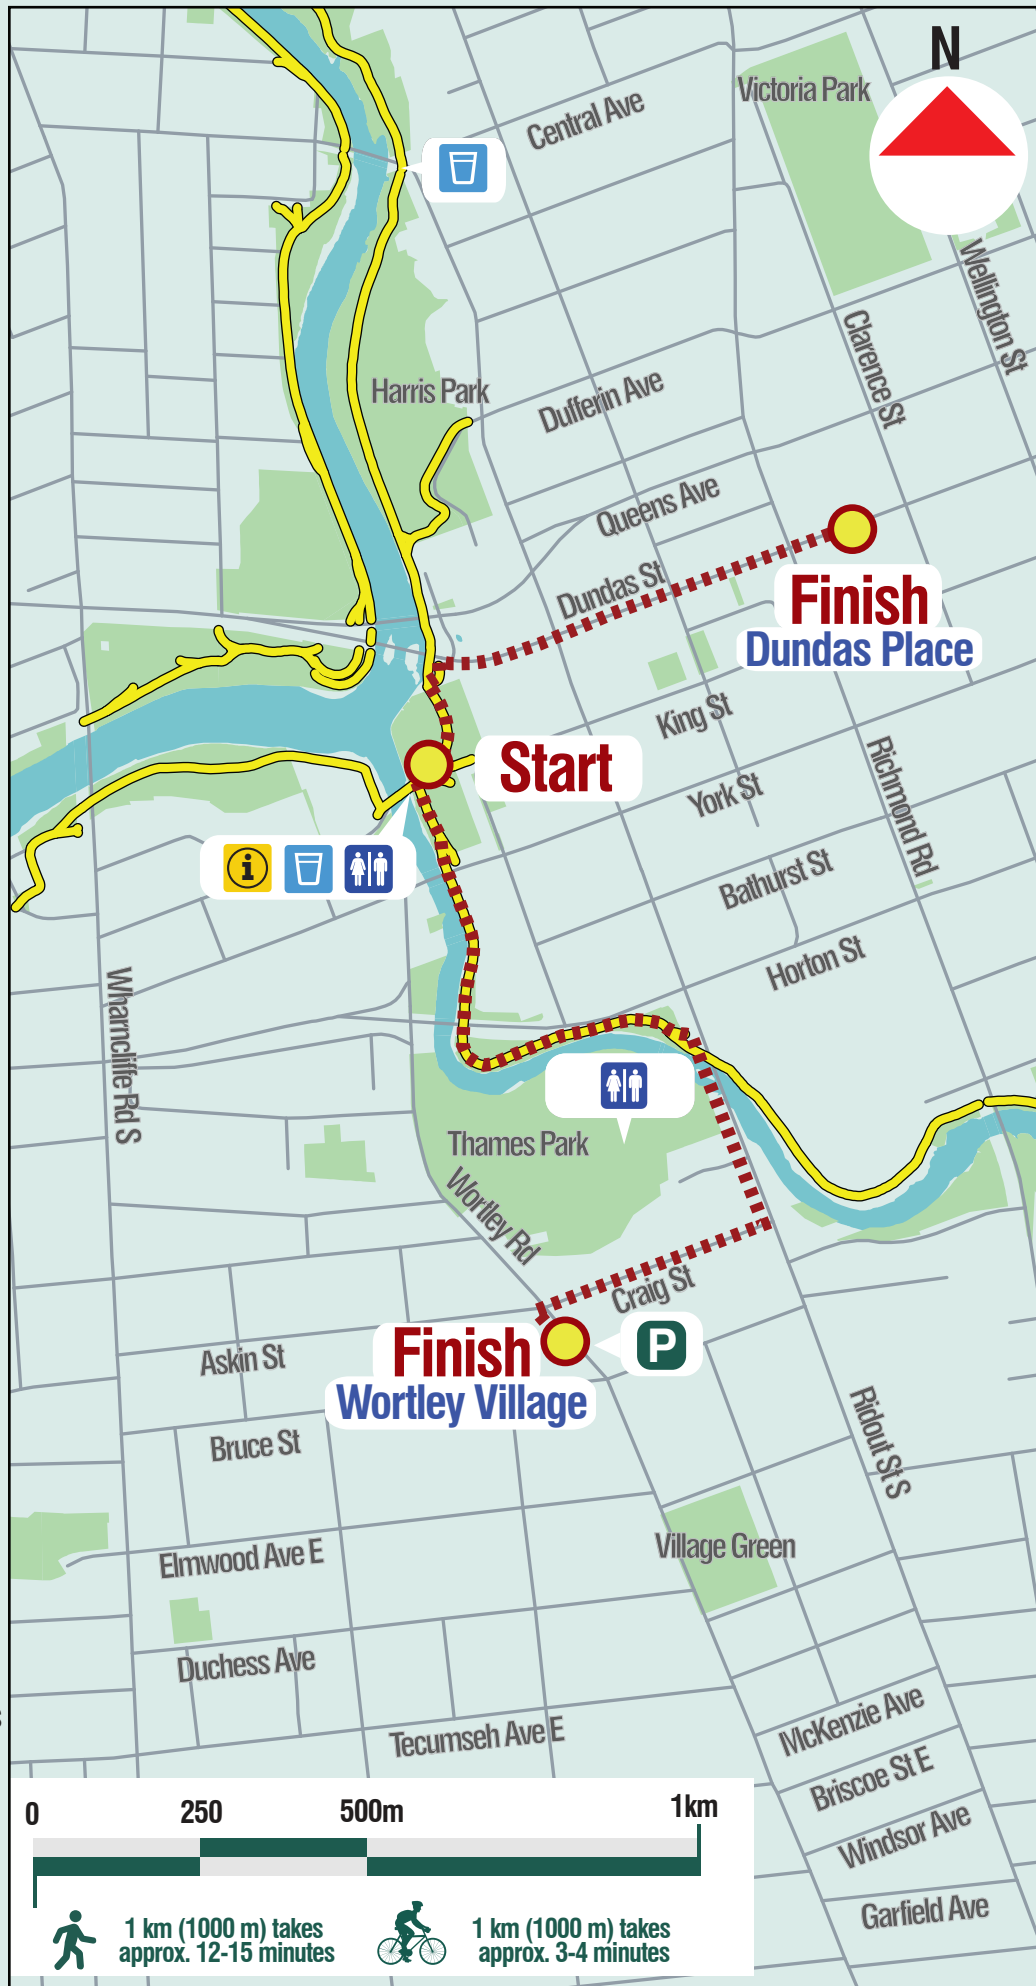 N
Victoria Park
Central Ave
Wellington St
Clarence St
Harris Park
Dufferin Ave
Queens Ave
Dundas St
Finish
Dundas Place
King St
Start
York St
Richmond Rd
i
Bathurst St
Horton St
Wharncliffe Rd S
Thames Park
Wortley Rd
Craig St
Finish
Wortley Village
P
Askin St
Bruce St
Ridout St S
Village Green
Elmwood Ave E
Duchess Ave
Tecumseh Ave E
McKenzie Ave
Briscoe St E
Windsor Ave
Garfield Ave
0 250 500m 1km
1 km (1000 m) takes
approx. 12-15 minutes
1 km (1000 m) takes
approx. 3-4 minutes